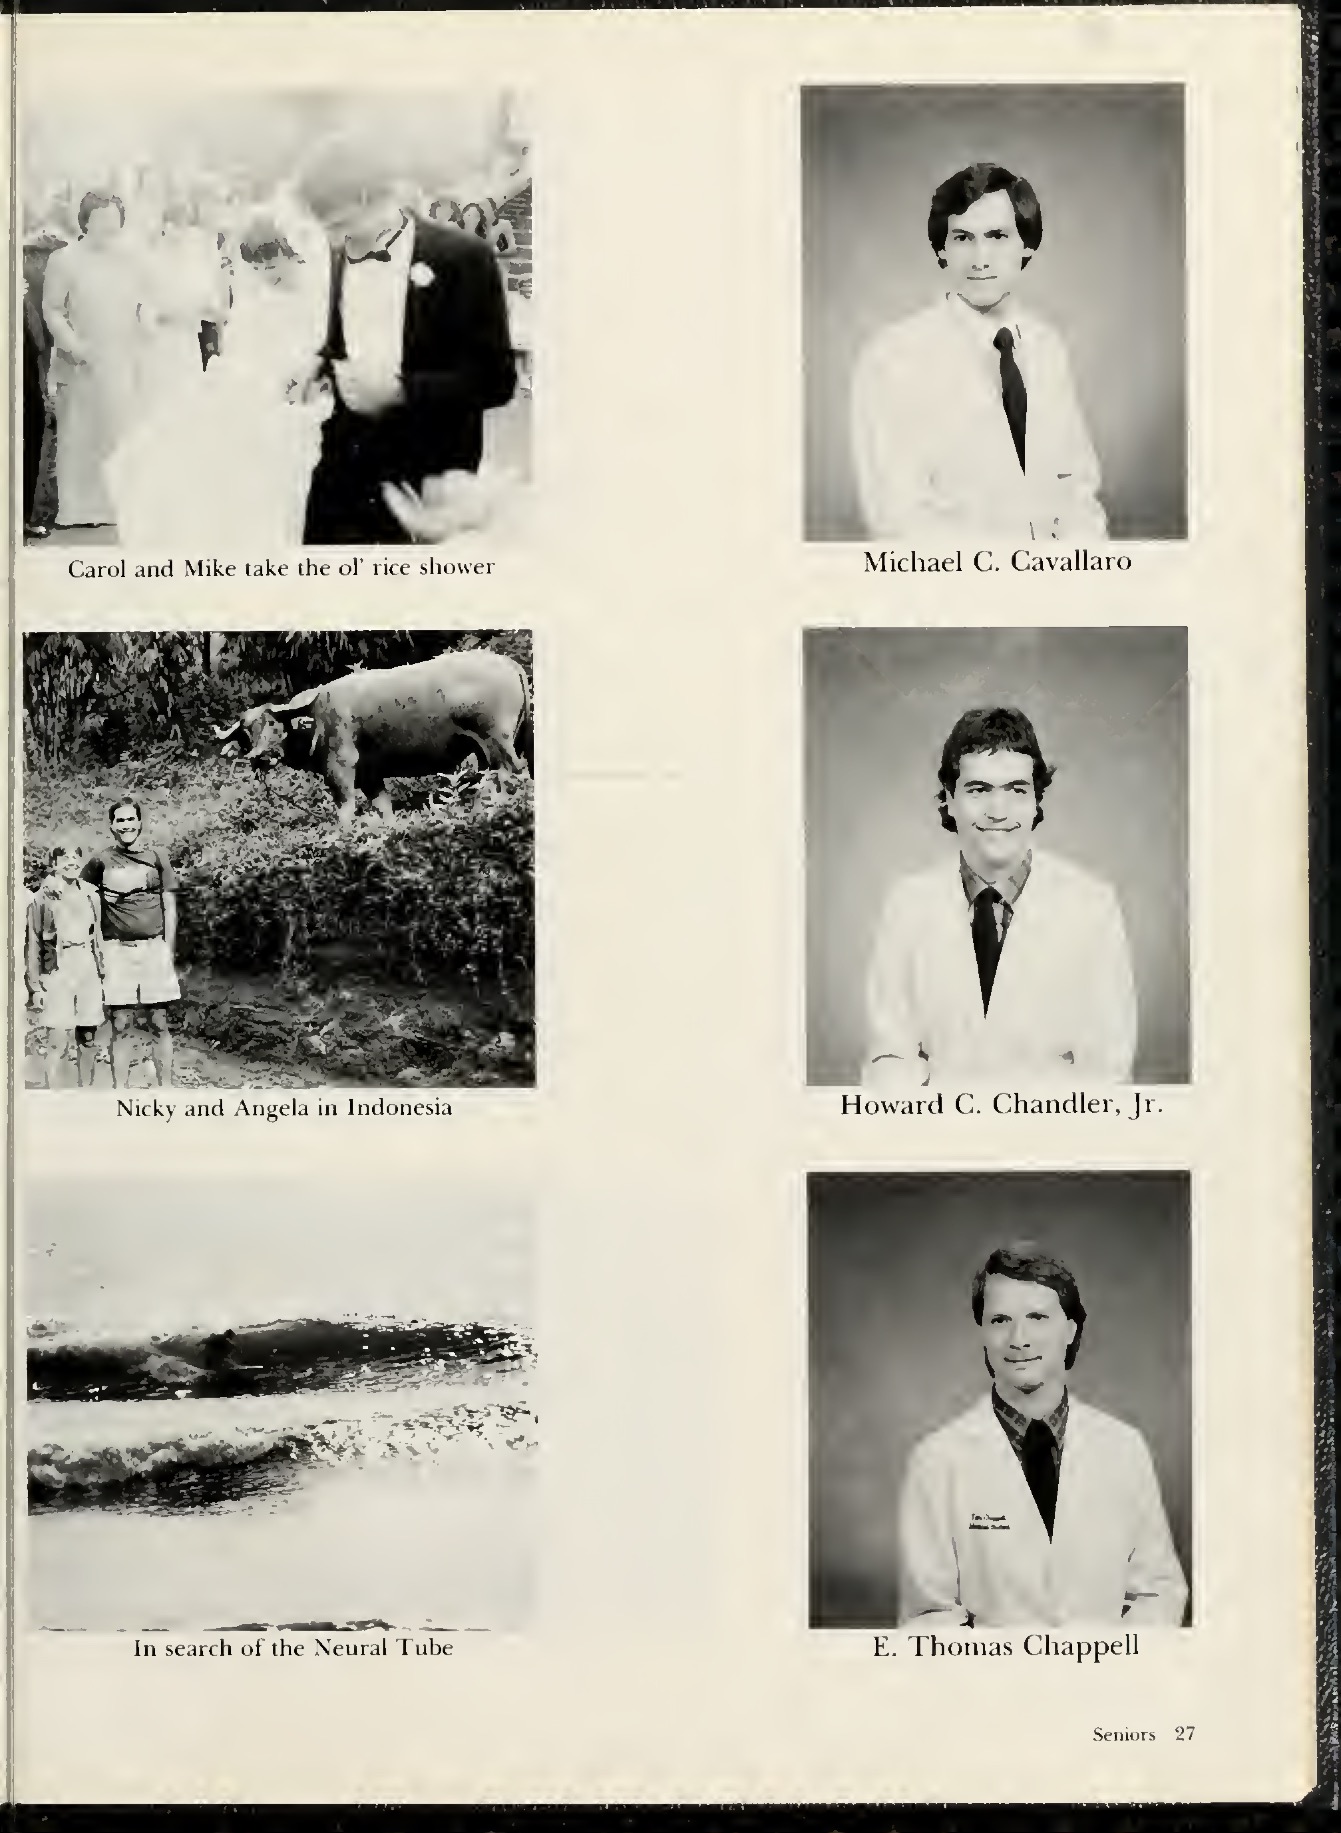 Carol and Mike take the ol' rice shower
Michael C. Cavallaro
Nicky and Angela in Indonesia
Howard C. Chandler, Jr.
In search of the Neural Tube
E. Thomas Chappell
Seniors 27